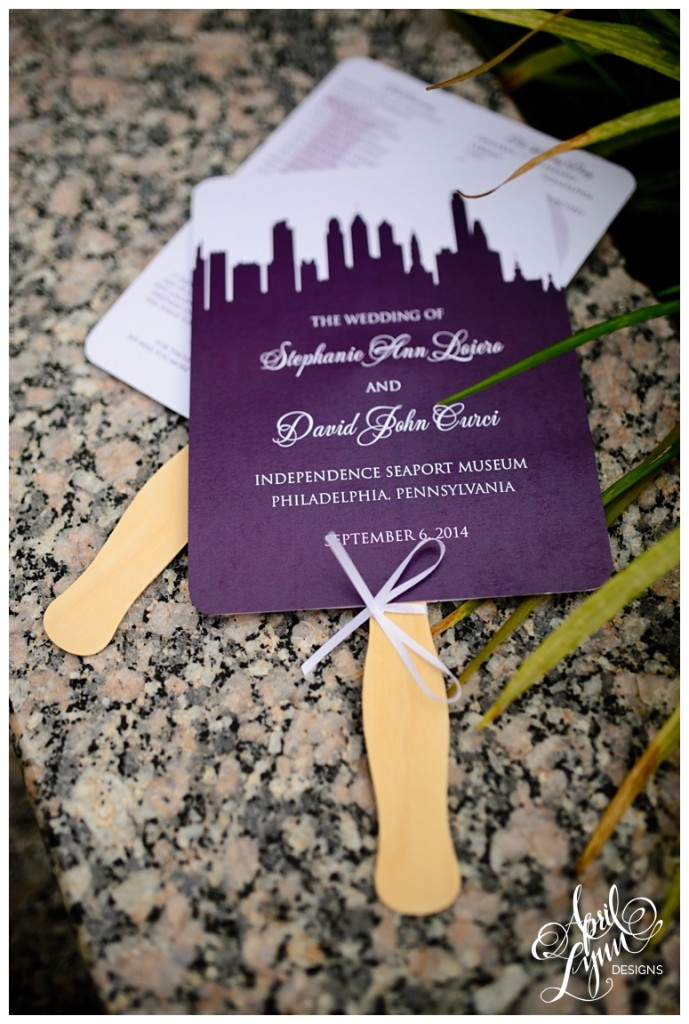 THE WEDDING OF
Stephanie Ann Loiero
AND
David John Curci
INDEPENDENCE SEAPORT MUSEUM
PHILADELPHIA, PENNSYLVANIA
SEPTEMBER 6, 2014
April
Lynn
DESIGNS